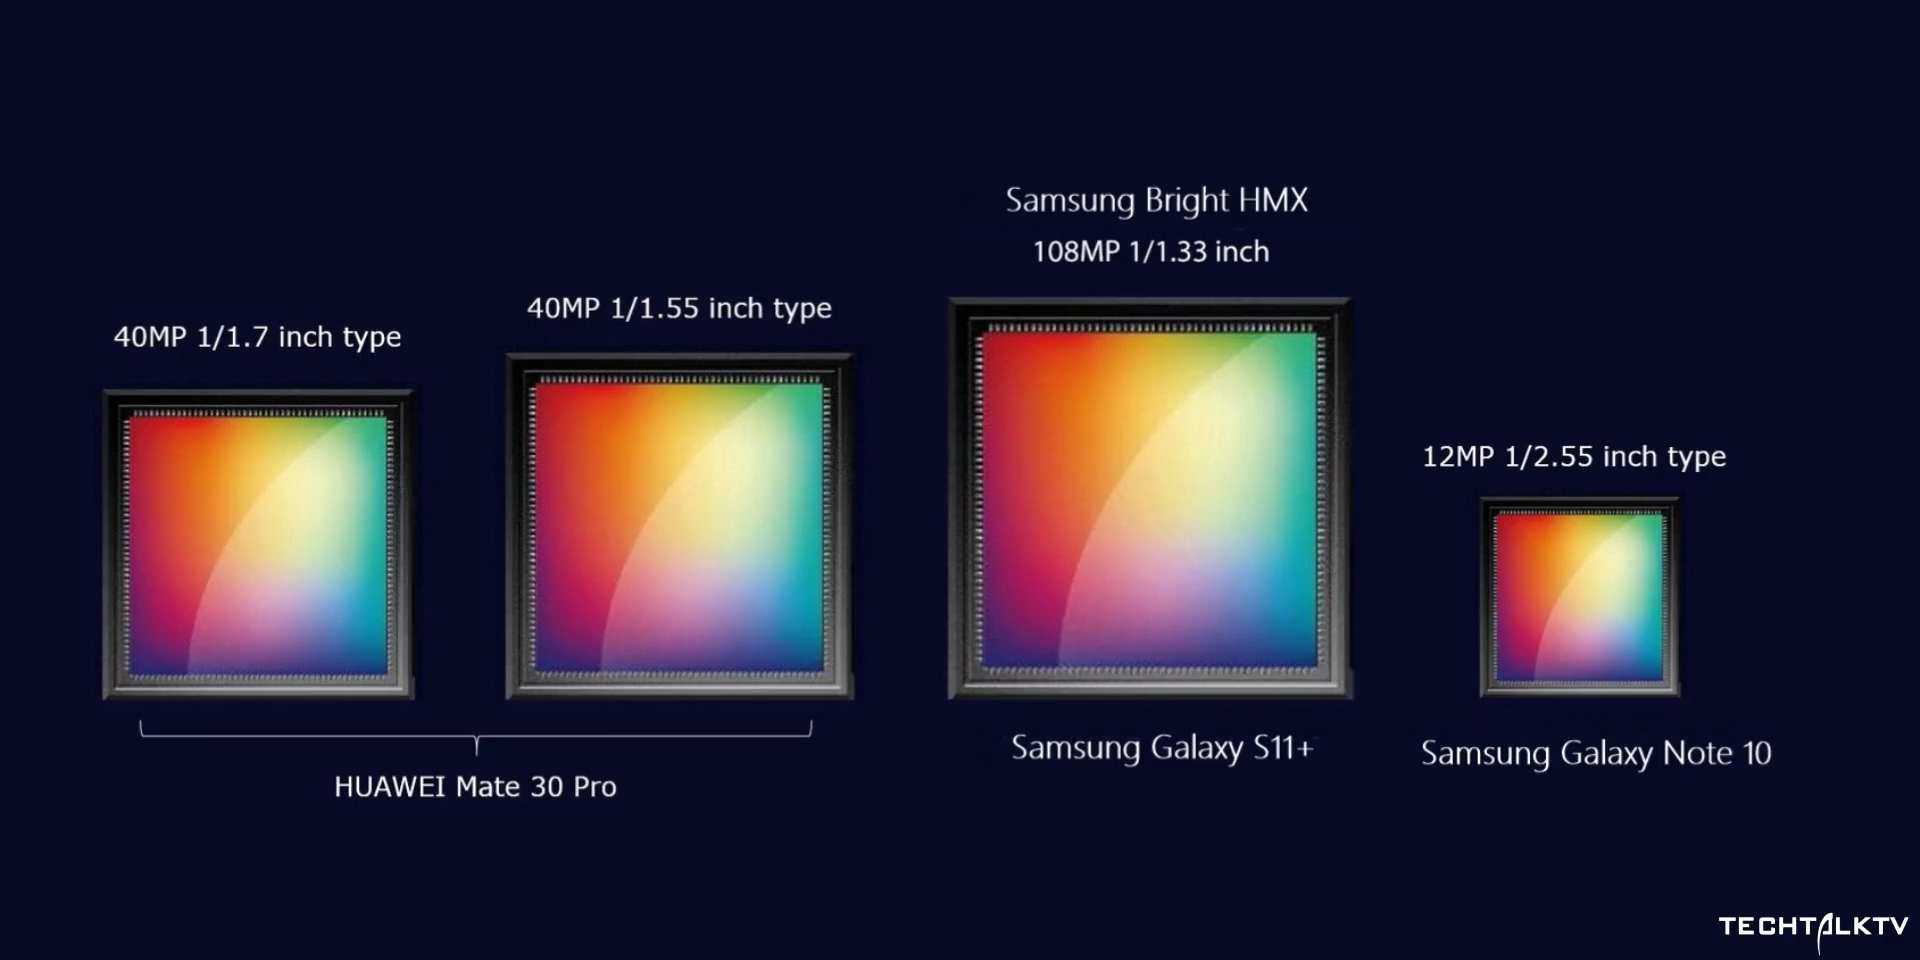 40MP 1/1.7 inch type
40MP 1/1.55 inch type
HUAWEI Mate 30 Pro
Samsung Bright HMX
108MP 1/1.33 inch
Samsung Galaxy S11+
12MP 1/2.55 inch type
Samsung Galaxy Note 10
TECHTALKTV